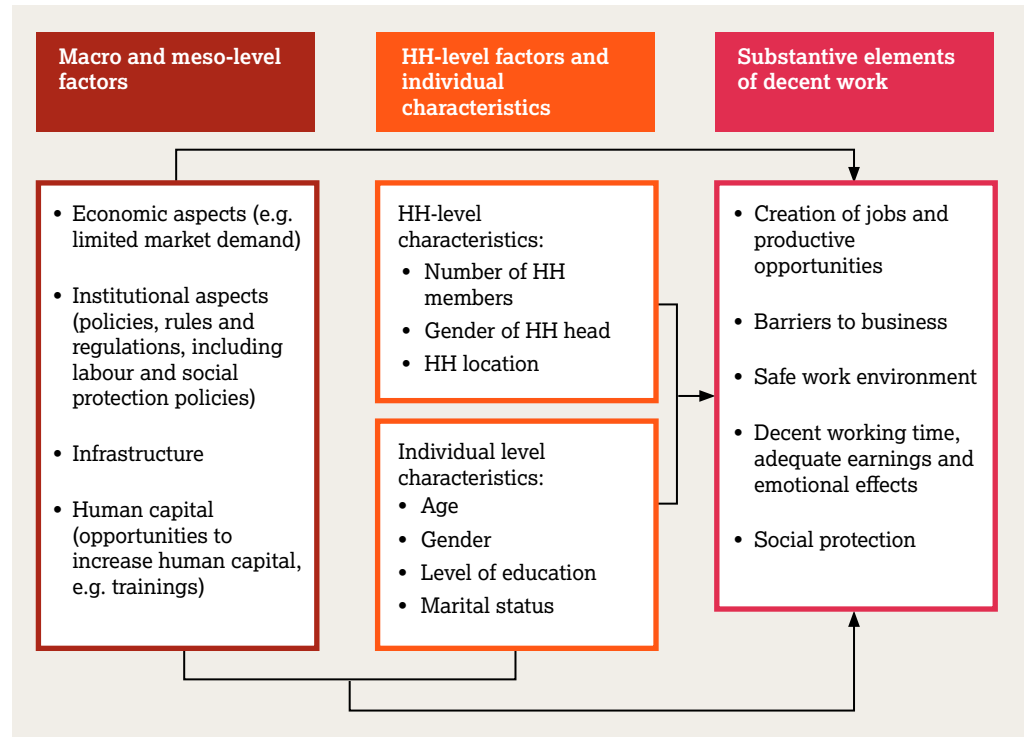 Macro and meso-level
factors
HH-level factors and
individual
characteristics
Substantive elements
of decent work
• Economic aspects (e.g.
limited market demand)
• Institutional aspects
(policies, rules and
regulations, including
labour and social
protection policies)
• Infrastructure
• Human capital
(opportunities to
increase human capital,
e.g. trainings)
HH-level
characteristics:
• Number of HH
members
• Gender of HH head
• HH location
Individual level
characteristics:
• Age
• Gender
• Level of education
• Marital status
• Creation of jobs and
productive
opportunities
• Barriers to business
• Safe work environment
• Decent working time,
adequate earnings and
emotional effects
• Social protection